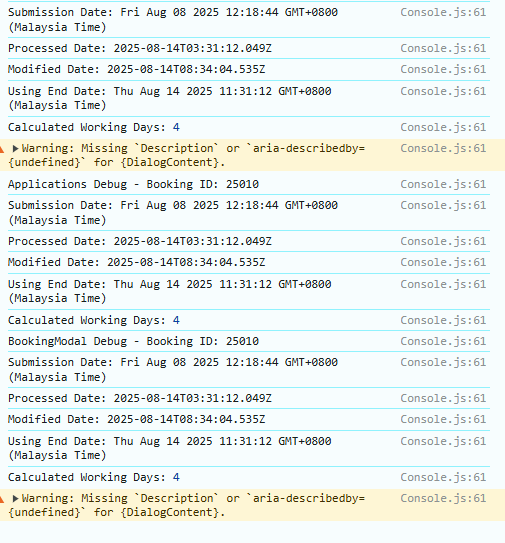 Submission Date: Fri Aug 08 2025 12:18:44 GMT+0800 Console.js:61
(Malaysia Time)
Processed Date: 2025-08-14T03:31:12.049Z Console.js:61
Modified Date: 2025-08-14T08:34:04.535Z Console.js:61
Using End Date: Thu Aug 14 2025 11:31:12 GMT+0800 Console.js:61
(Malaysia Time)
Calculated Working Days: 4 Console.js:61
Warning: Missing `Description` or `aria-describedby= Console.js:61
{undefined}` for {DialogContent}.
Applications Debug - Booking ID: 25010 Console.js:61
Submission Date: Fri Aug 08 2025 12:18:44 GMT+0800 Console.js:61
(Malaysia Time)
Processed Date: 2025-08-14T03:31:12.049Z Console.js:61
Modified Date: 2025-08-14T08:34:04.535Z Console.js:61
Using End Date: Thu Aug 14 2025 11:31:12 GMT+0800 Console.js:61
(Malaysia Time)
Calculated Working Days: 4 Console.js:61
BookingModal Debug - Booking ID: 25010 Console.js:61
Submission Date: Fri Aug 08 2025 12:18:44 GMT+0800 Console.js:61
(Malaysia Time)
Processed Date: 2025-08-14T03:31:12.049Z Console.js:61
Modified Date: 2025-08-14T08:34:04.535Z Console.js:61
Using End Date: Thu Aug 14 2025 11:31:12 GMT+0800 Console.js:61
(Malaysia Time)
Calculated Working Days: 4 Console.js:61
Warning: Missing `Description` or `aria-describedby= Console.js:61
{undefined}` for {DialogContent}.